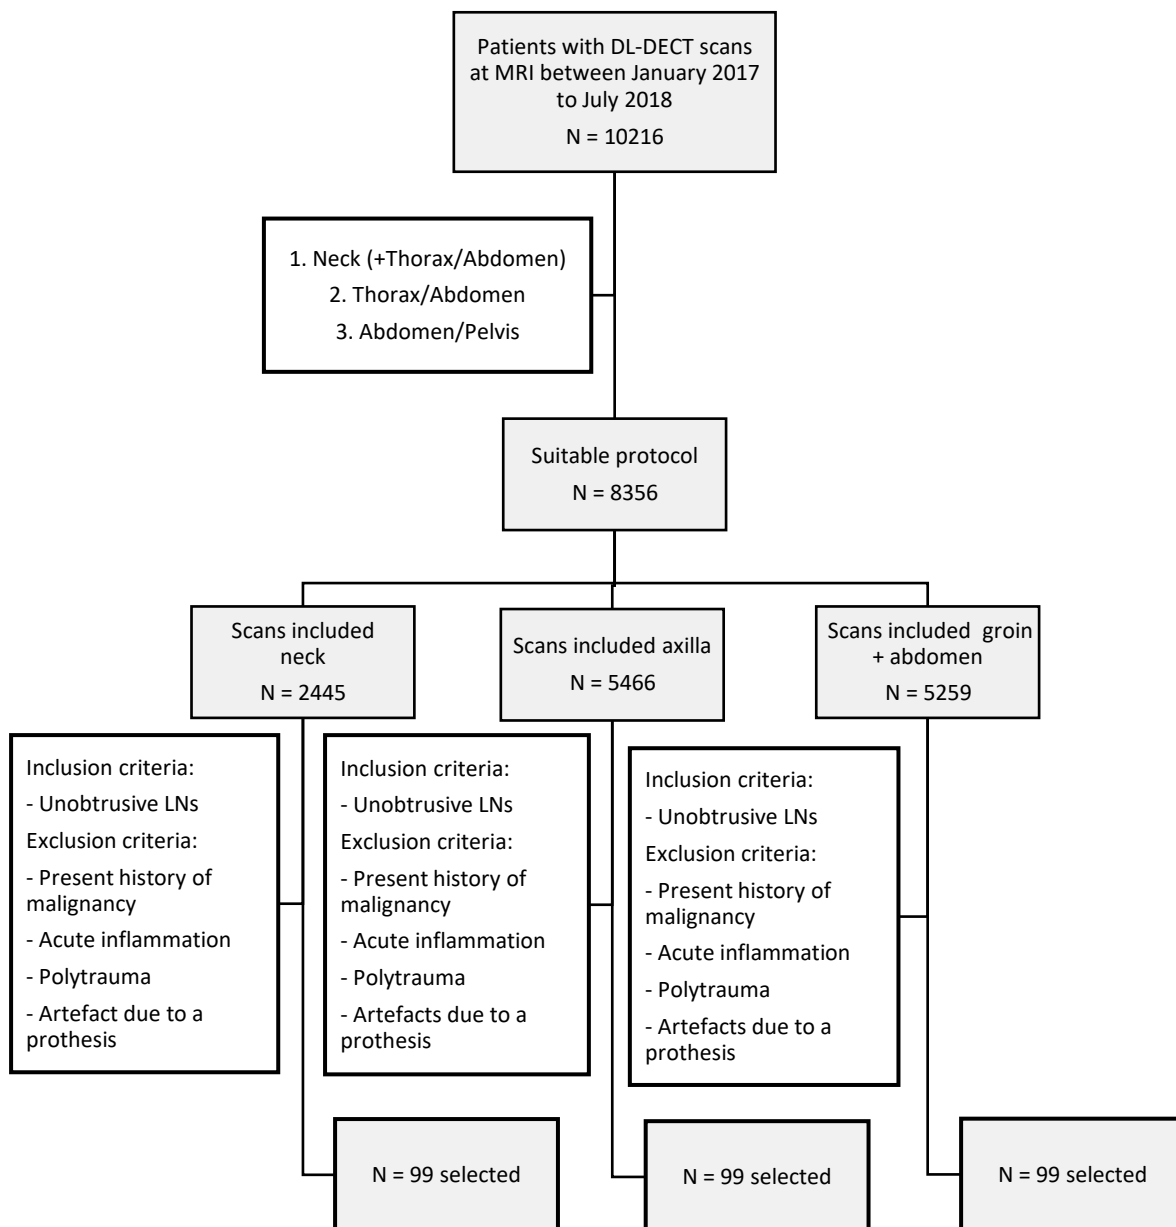 Patients with DL-DECT scans
at MRI between January 2017
to July 2018
N = 10216
1. Neck (+Thorax/Abdomen)
2. Thorax/Abdomen
3. Abdomen/Pelvis
Suitable protocol
N = 8356
Scans included
neck
N = 2445
Scans included axilla
N = 5466
Scans included groin
+ abdomen
N = 5259
Inclusion criteria:
- Unobtrusive LNs
Exclusion criteria:
- Present history of
malignancy
- Acute inflammation
- Polytrauma
- Artefact due to a
prothesis
Inclusion criteria:
- Unobtrusive LNs
Exclusion criteria:
- Present history of
malignancy
- Acute inflammation
- Polytrauma
- Artefacts due to a
prothesis
Inclusion criteria:
- Unobtrusive LNs
Exclusion criteria:
- Present history of
malignancy
- Acute inflammation
- Polytrauma
- Artefacts due to a
prothesis
N = 99 selected
N = 99 selected
N = 99 selected